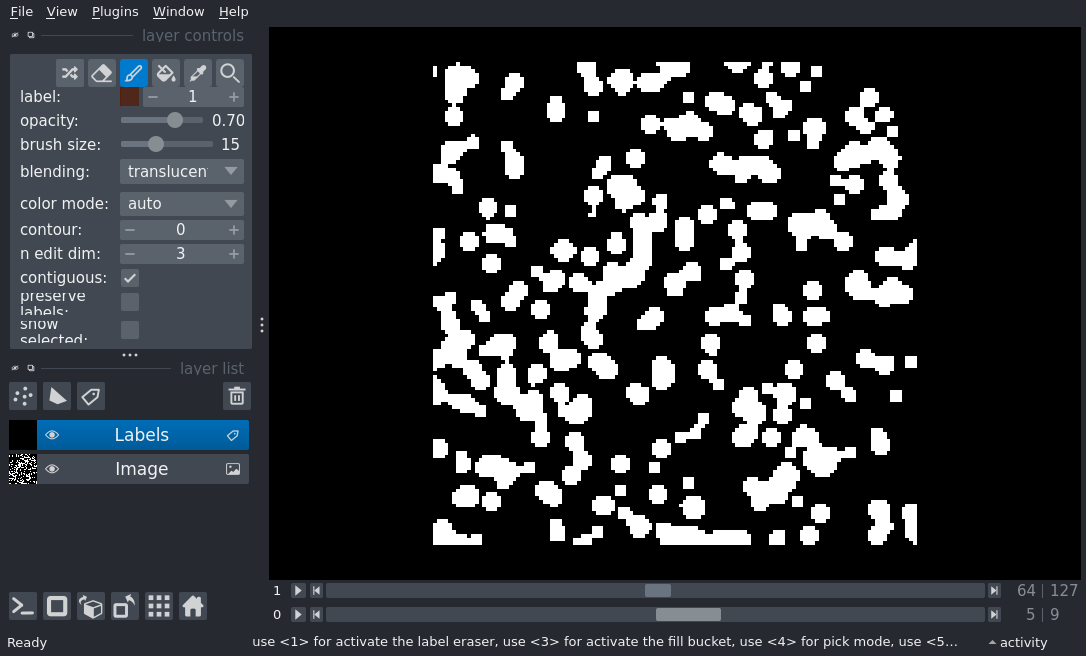 File View Plugins Window Help
layer controls
label: 1
opacity: 0.70
brush size: 15
blending: translucen
color mode: auto
contour: 0
n edit dim: 3
contiguous:
preserve
labels:
show
selected:
layer list
Labels
Image
1 64 | 127
0 5 | 9
Ready use <1> for activate the label eraser, use <3> for activate the fill bucket, use <4> for pick mode, use <5... activity